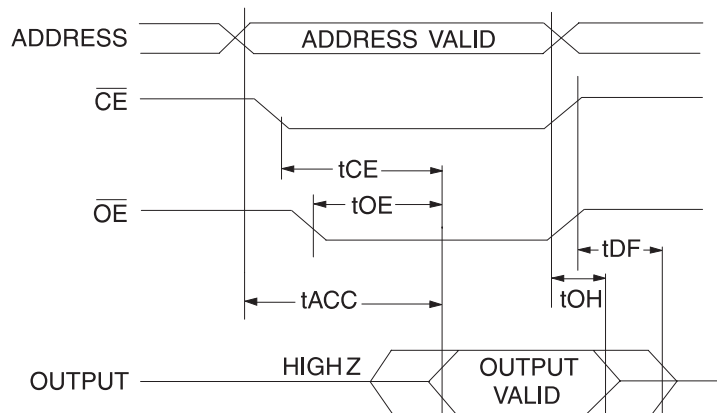 ADDRESS
ADDRESS VALID
CE
tCE
tOE
OE
tDF
tACC
tOH
HIGH Z
OUTPUT
OUTPUT
VALID